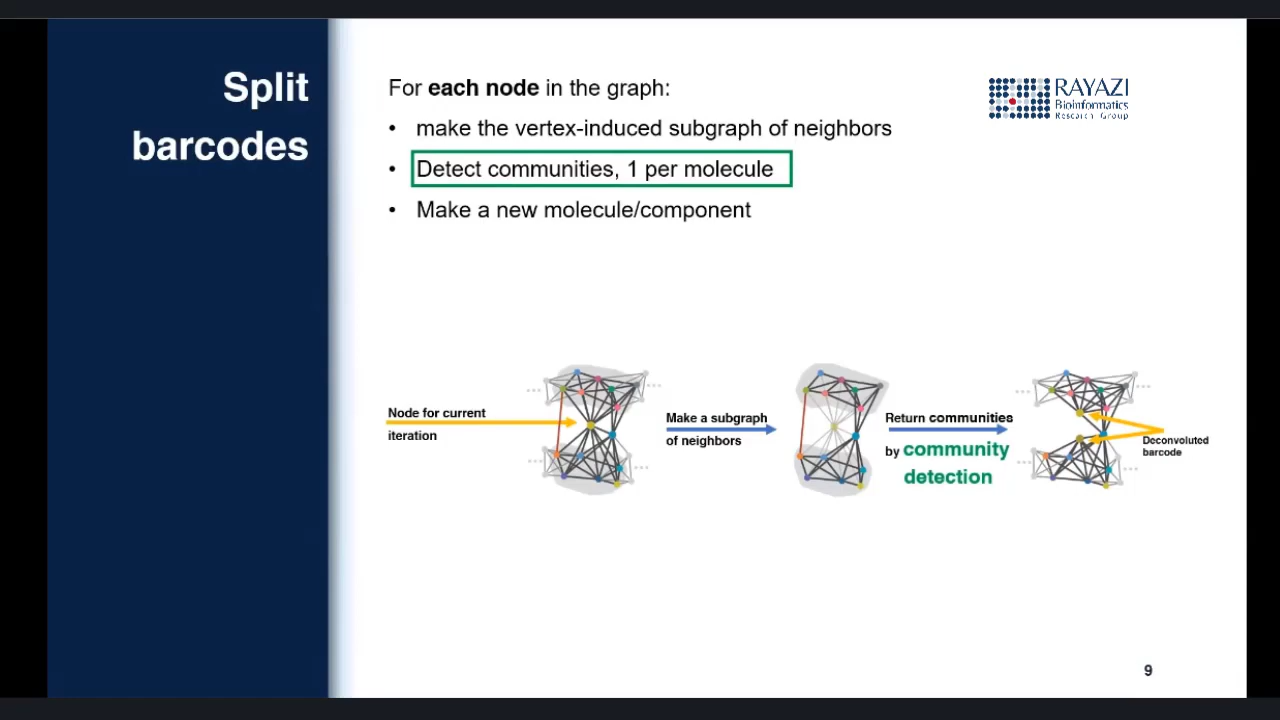 Split
barcodes
For each node in the graph:
• make the vertex-induced subgraph of neighbors
• Detect communities, 1 per molecule
• Make a new molecule/component
RAYAZI
Bioinformatics
Research Group
Node for current
iteration
Make a subgraph
of neighbors
Return communities
by community
detection
Deconvoluted
barcode
9